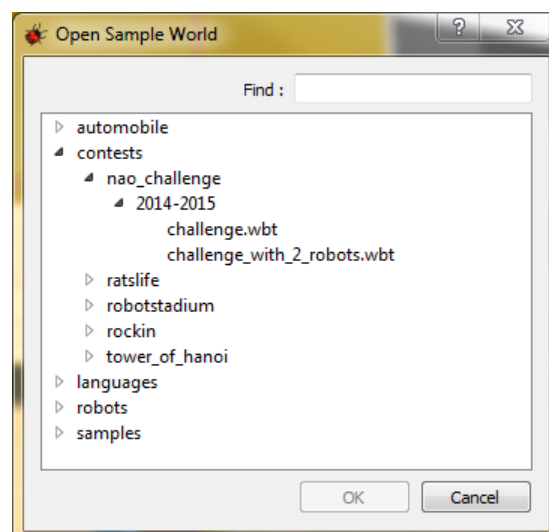 Open Sample World
Find :
automobile
contests
nao_challenge
2014-2015
challenge.wbt
challenge_with_2_robots.wbt
ratslife
robotstadium
rockin
tower_of_hanoi
languages
robots
samples
OK Cancel